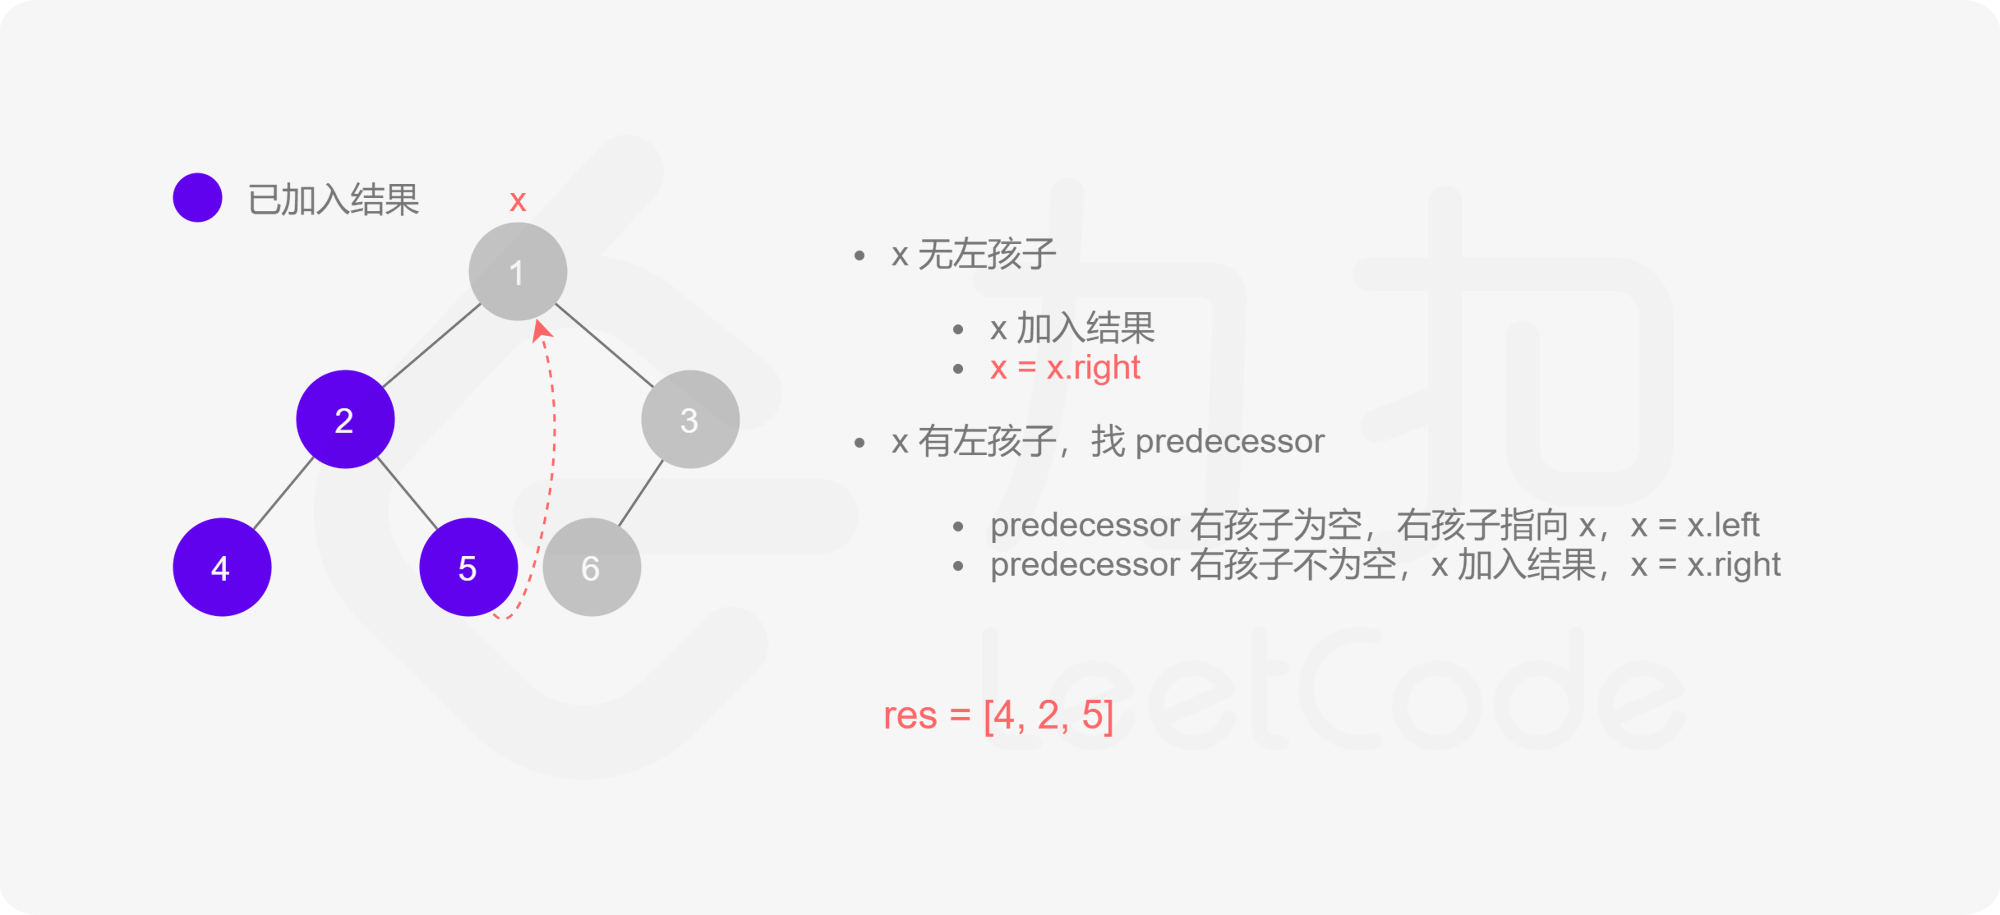 已加入结果
x
1
2
3
4
5
6
x 无左孩子
x 加入结果
x = x.right
x 有左孩子，找 predecessor
predecessor 右孩子为空，右孩子指向 x，x = x.left
predecessor 右孩子不为空，x 加入结果，x = x.right
res = [4, 2, 5]
力扣
LeetCode